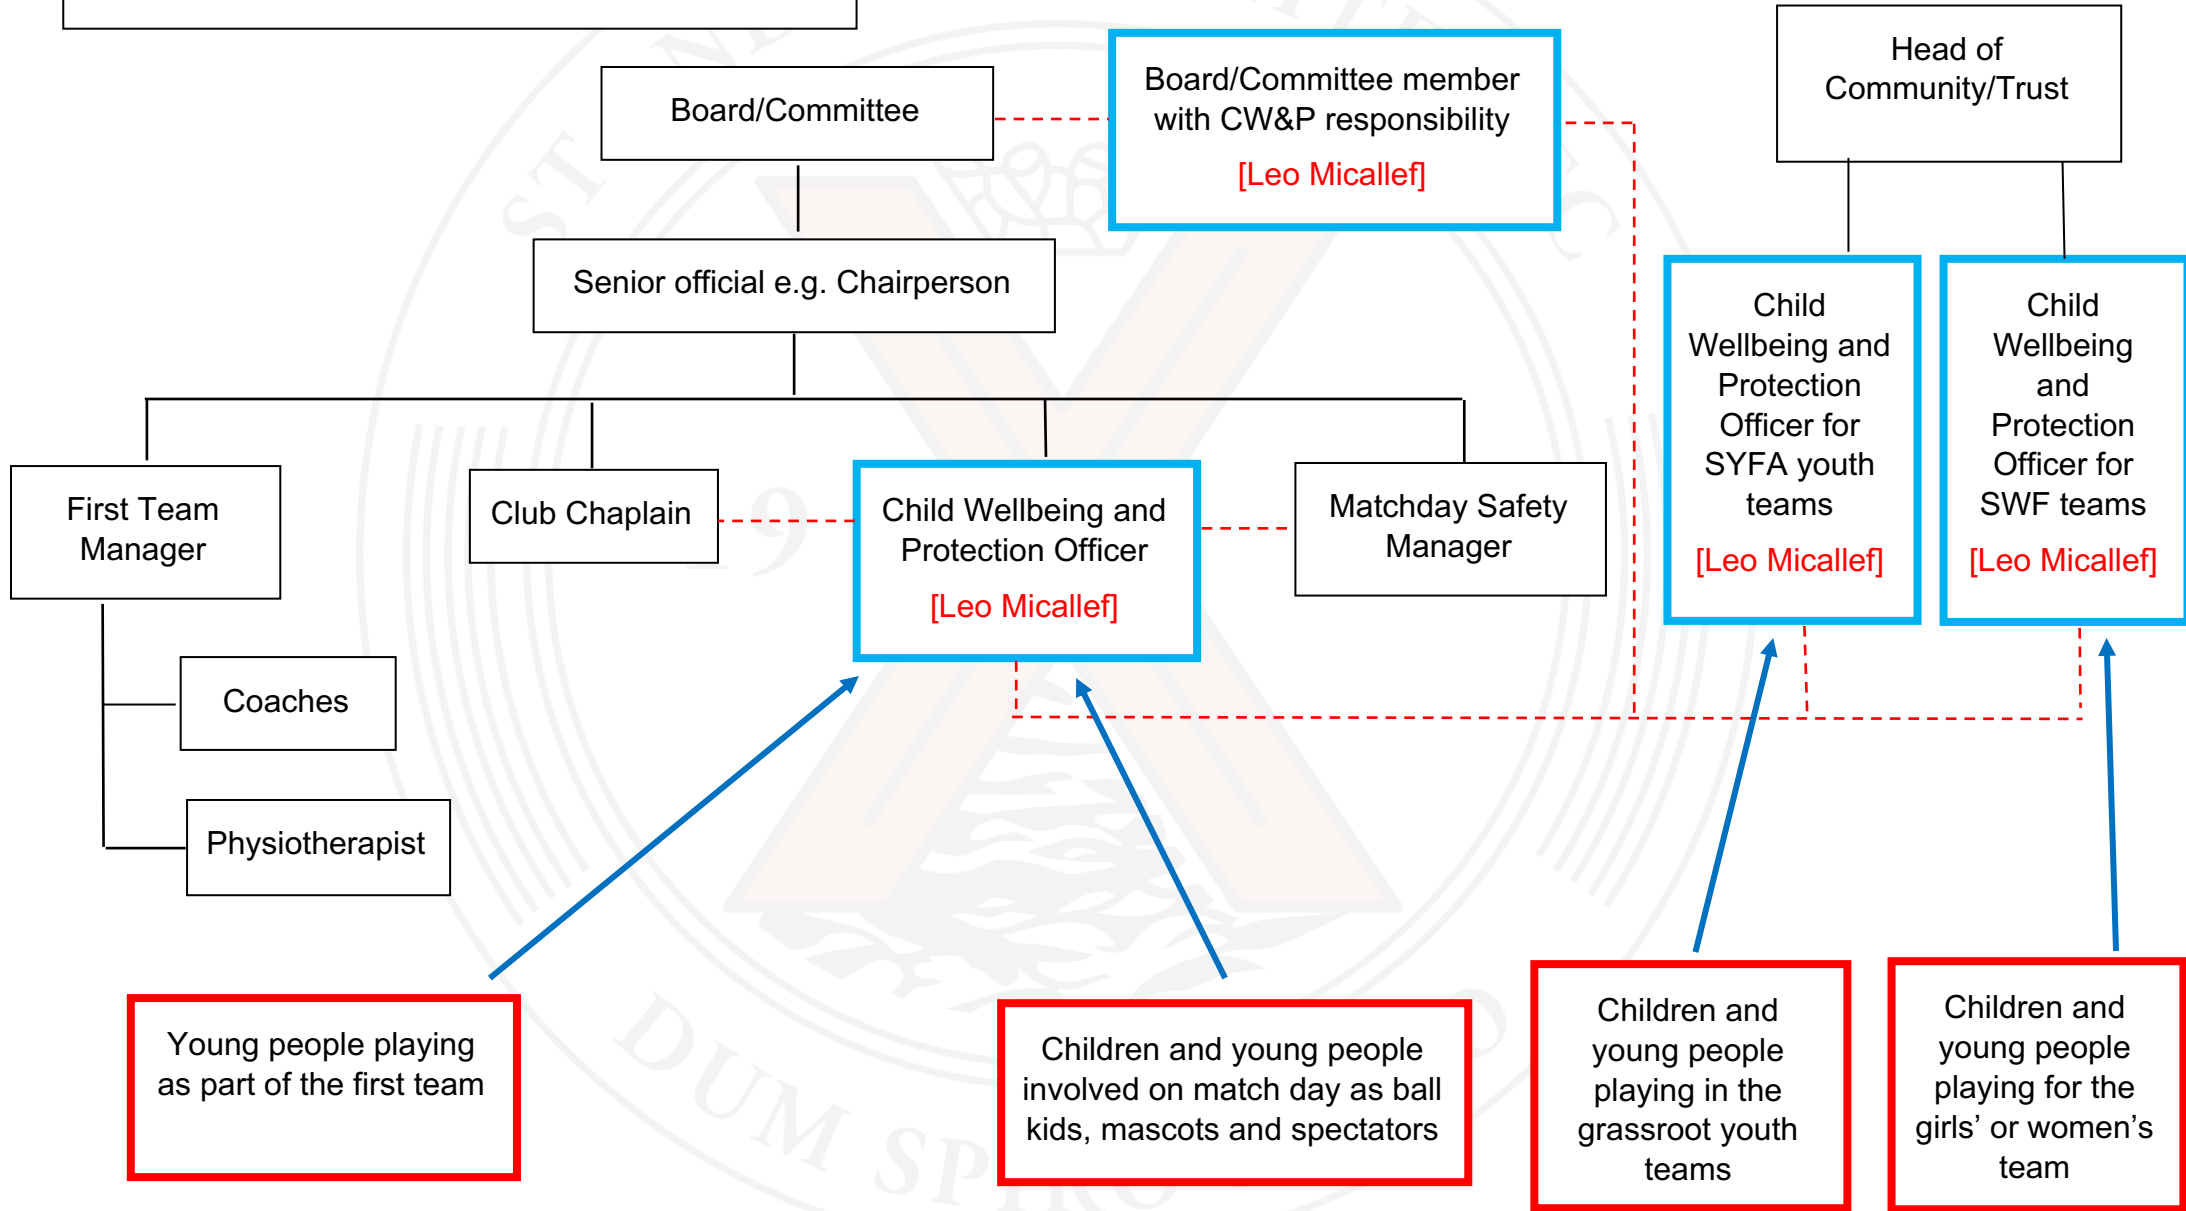 Board/Committee
Board/Committee member
with CW&P responsibility
[Leo Micallef]
Head of
Community/Trust
Senior official e.g. Chairperson
First Team
Manager
Club Chaplain
Child Wellbeing and
Protection Officer
[Leo Micallef]
Matchday Safety
Manager
Child
Wellbeing and
Protection
Officer for
SYFA youth
teams
[Leo Micallef]
Child
Wellbeing
and
Protection
Officer for
SWF teams
[Leo Micallef]
Coaches
Physiotherapist
Young people playing
as part of the first team
Children and young people
involved on match day as ball
kids, mascots and spectators
Children and
young people
playing in the
grassroot youth
teams
Children and
young people
playing for the
girls’ or women’s
team
ST
DUM SPIRO